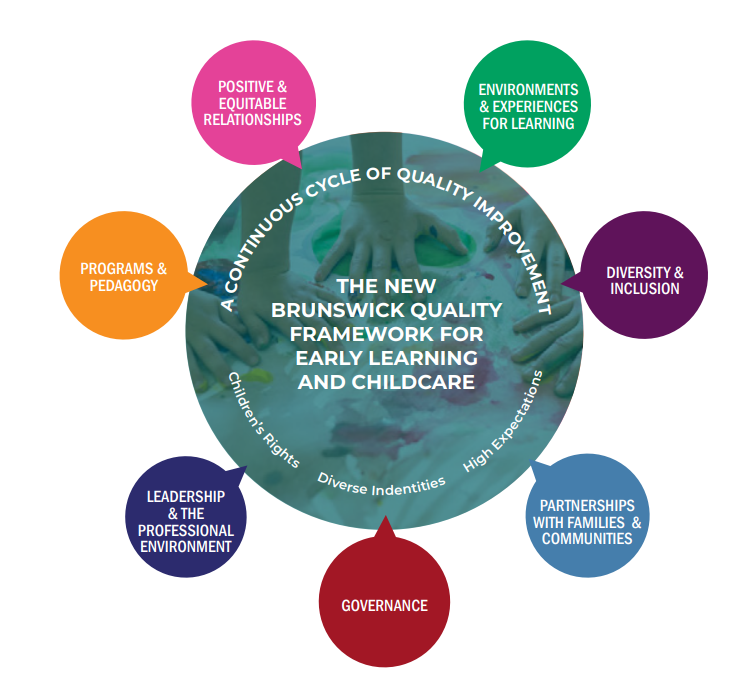 POSITIVE &
EQUITABLE
RELATIONSHIPS
ENVIRONMENTS
& EXPERIENCES
FOR LEARNING
A CONTINUOUS CYCLE OF QUALITY IMPROVEMENT
PROGRAMS &
PEDAGOGY
DIVERSITY &
INCLUSION
THE NEW
BRUNSWICK QUALITY
FRAMEWORK FOR
EARLY LEARNING
AND CHILDCARE
Children's Rights
Diverse Indentities
High Expectations
LEADERSHIP
& THE
PROFESSIONAL
ENVIRONMENT
PARTNERSHIPS
WITH FAMILIES &
COMMUNITIES
GOVERNANCE